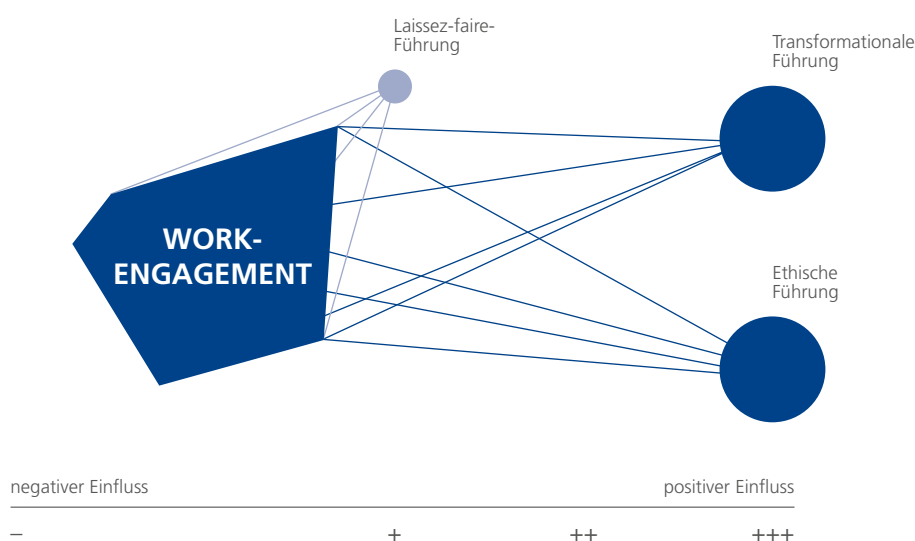 Laissez-faire-
Führung
Transformationale
Führung
WORK-
ENGAGEMENT
Ethische
Führung
negativer Einfluss
positiver Einfluss
– + ++ +++